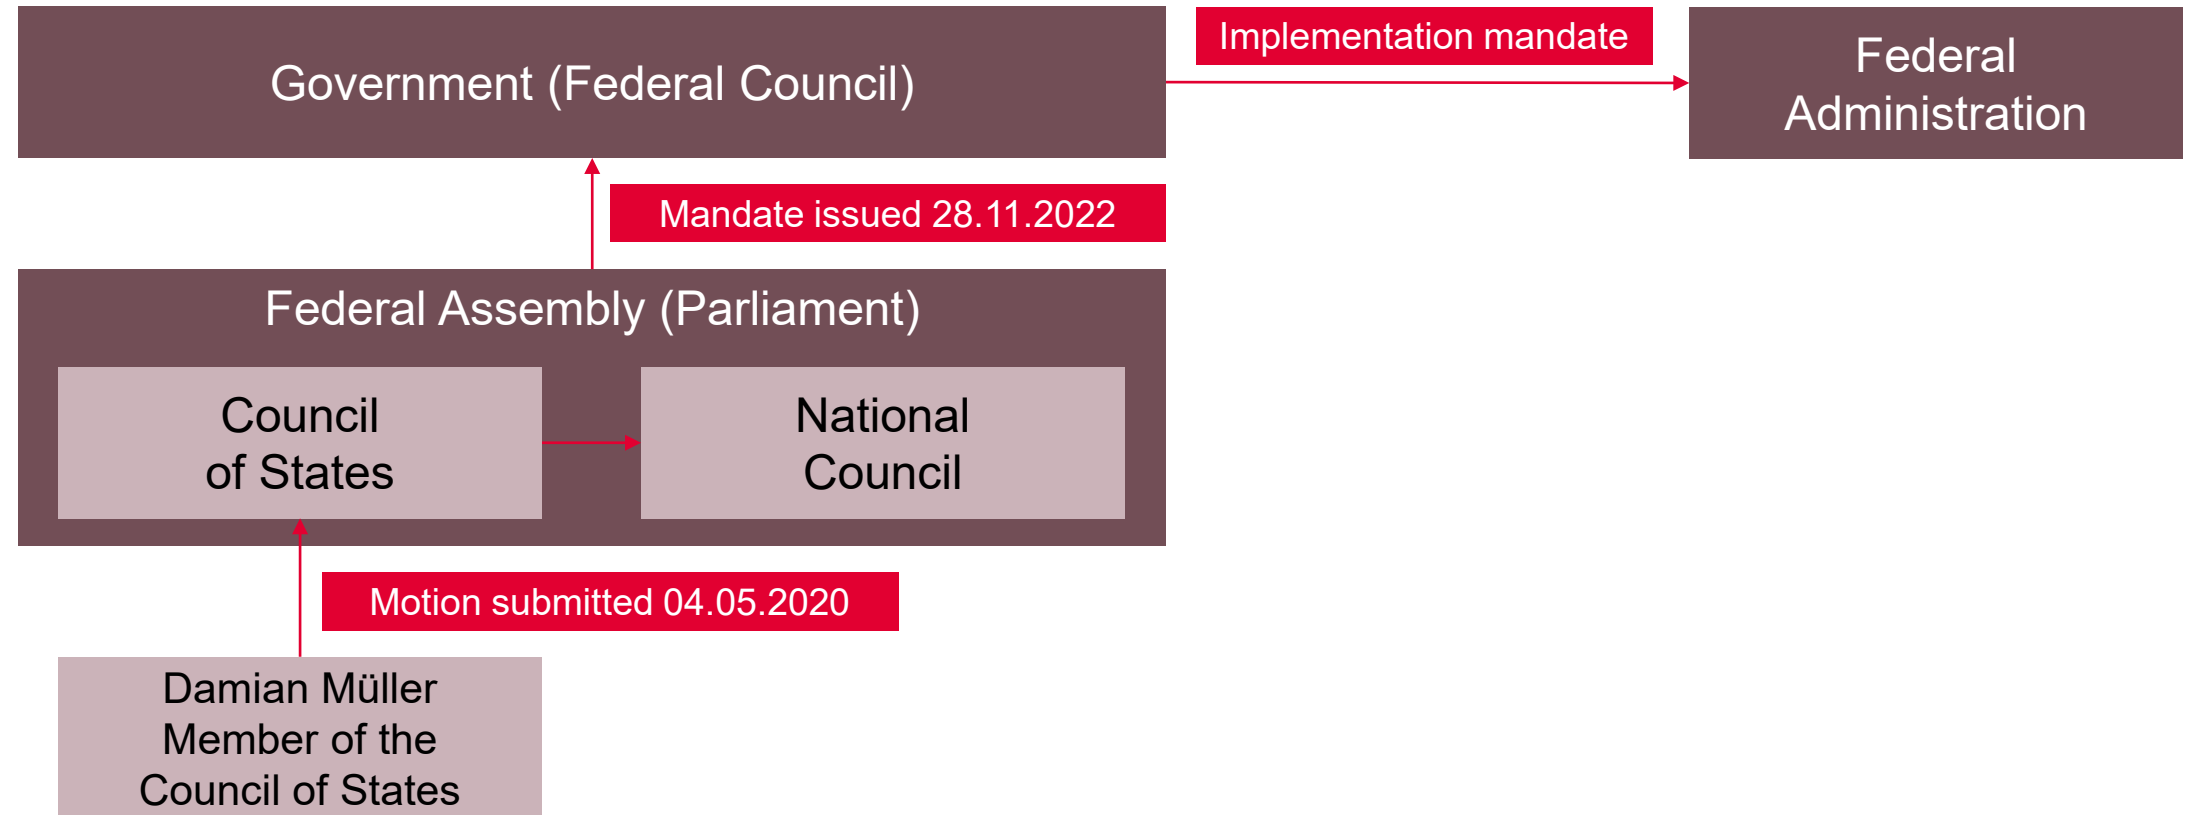 Government (Federal Council)
Implementation mandate
Federal
Administration
Mandate issued 28.11.2022
Federal Assembly (Parliament)
Council
of States
National
Council
Motion submitted 04.05.2020
Damian Müller
Member of the
Council of States